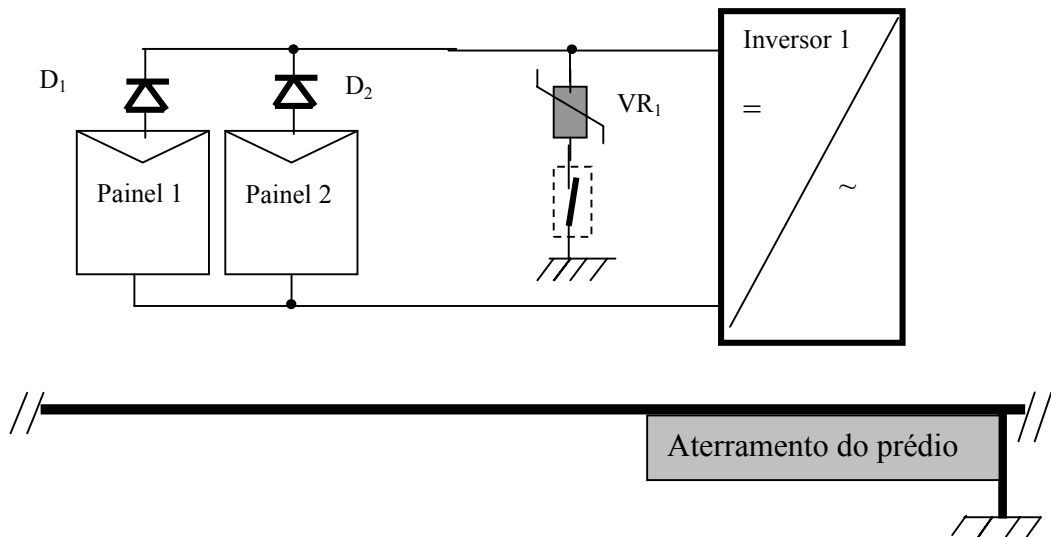 Inversor 1
D1
D2
VR1
=
Painel 1
Painel 2
~
Aterramento do prédio